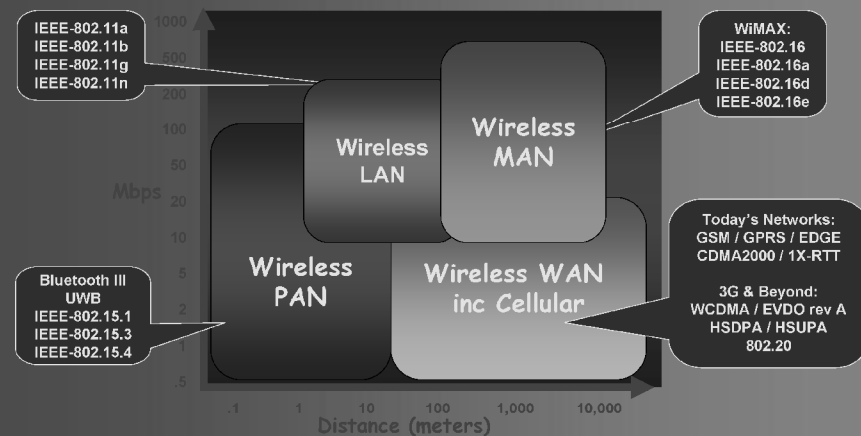 IEEE-802.11a
IEEE-802.11b
IEEE-802.11g
IEEE-802.11n
WiMAX:
IEEE-802.16
IEEE-802.16a
IEEE-802.16d
IEEE-802.16e
1000
500
200
100
50
20
10
5
2
1
.5
Mbps
Wireless
LAN
Wireless
MAN
Wireless
PAN
Wireless WAN
inc Cellular
Bluetooth III
UWB
IEEE-802.15.1
IEEE-802.15.3
IEEE-802.15.4
Today's Networks:
GSM / GPRS / EDGE
CDMA2000 / 1X-RTT
3G & Beyond:
WCDMA / EVDO rev A
HSDPA / HSUPA
802.20
.1 1 10 100 1,000 10,000
Distance (meters)